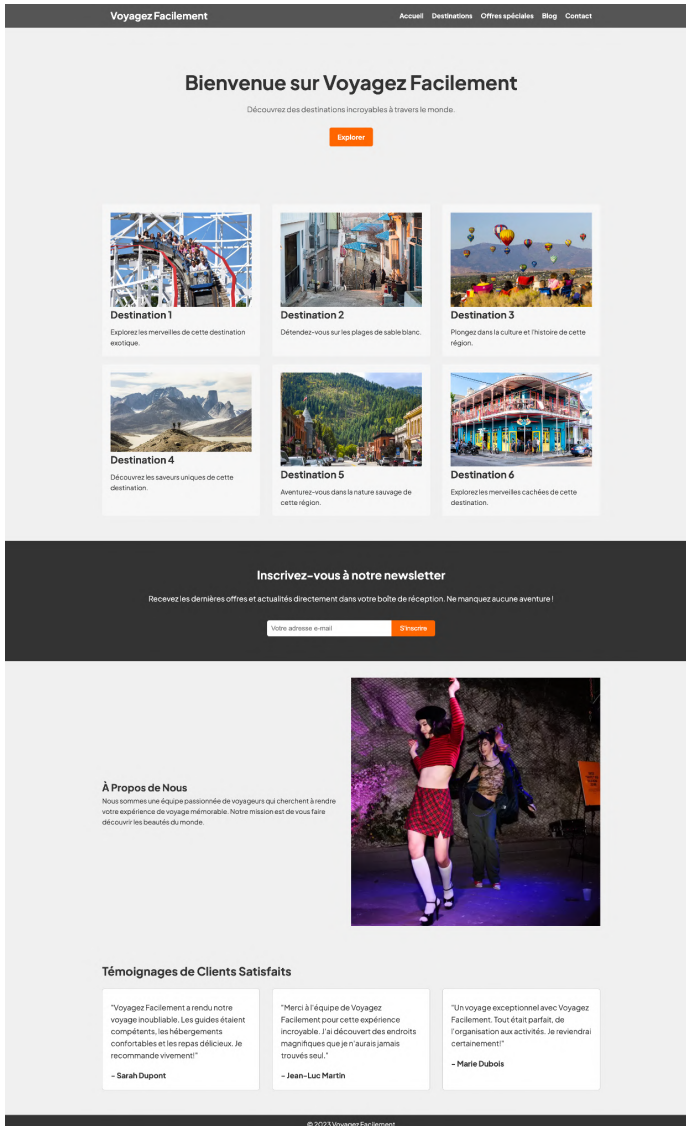 Voyagez Facilement
Accueil Destinations Offres spéciales Blog Contact
Bienvenue sur Voyagez Facilement
Découvrez des destinations incroyables à travers le monde.
Explorer
Destination 1
Explorez les merveilles de cette destination
exotique.
Destination 2
Détendez-vous sur les plages de sable blanc.
Destination 3
Plongez dans la culture et l'histoire de cette
région.
Destination 4
Découvrez les saveurs uniques de cette
destination.
Destination 5
Aventurez-vous dans la nature sauvage de
cette région.
Destination 6
Explorez les merveilles cachées de cette
destination.
Inscrivez-vous à notre newsletter
Recevez les dernières offres et actualités directement dans votre boîte de réception. Ne manquez aucune aventure !
Votre adresse e-mail
S'inscrire
À Propos de Nous
Nous sommes une équipe passionnée de voyageurs qui cherchent à rendre
votre expérience de voyage mémorable. Notre mission est de vous faire
découvrir les beautés du monde.
Témoignages de Clients Satisfaits
"Voyagez Facilement a rendu notre
voyage inoubliable. Les guides étaient
compétents, les hébergements
confortables et les repas délicieux. Je
recommande vivement!"
- Sarah Dupont
"Merci à l'équipe de Voyagez
Facilement pour cette expérience
incroyable. J'ai découvert des endroits
magnifiques que je n'aurais jamais
trouvés seul."
- Jean-Luc Martin
"Un voyage exceptionnel avec Voyagez
Facilement. Tout était parfait, de
l'organisation aux activités. Je reviendrai
certainement!"
- Marie Dubois
© 2023 Voyagez Facilement